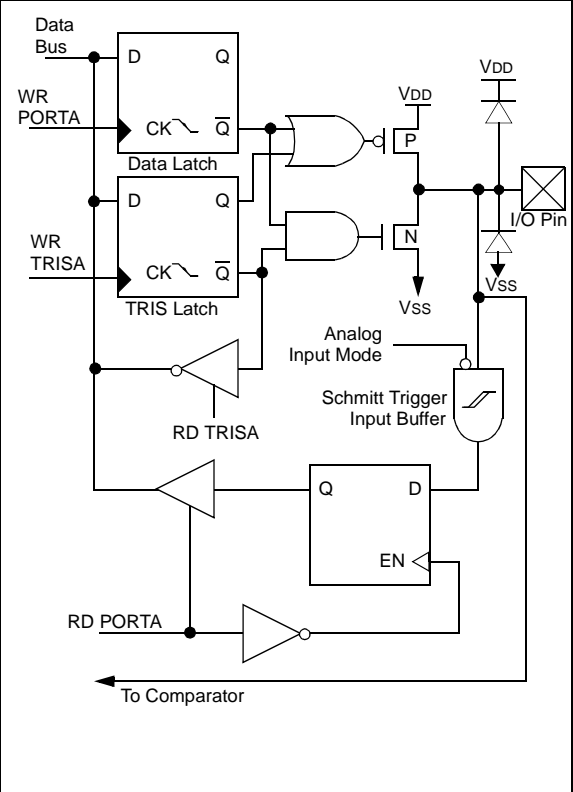 Data
Bus
D
Q
VDD
WR
PORTA
CK
Q
VDD
P
Data Latch
D
Q
I/O Pin
WR
TRISA
CK
Q
N
VSS
TRIS Latch
VSS
Analog
Input Mode
Schmitt Trigger
Input Buffer
RD TRISA
Q
D
EN
RD PORTA
To Comparator